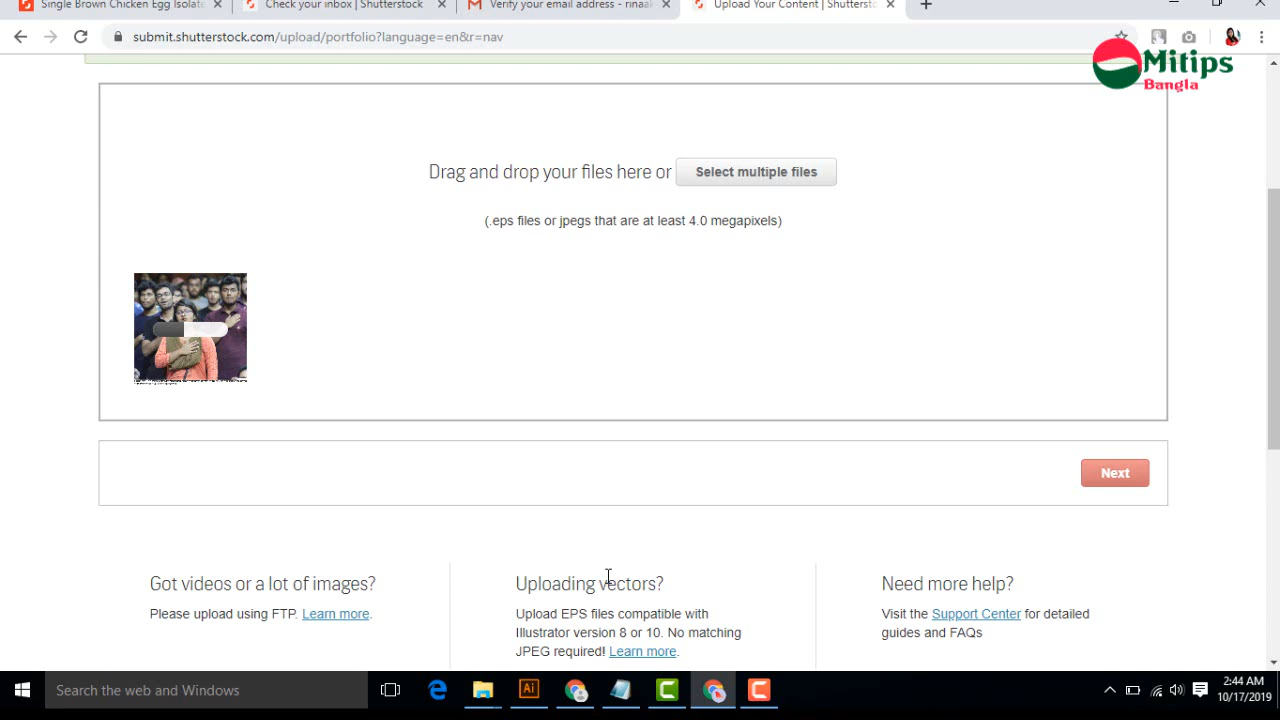 Single Brown Chicken Egg Isolate
Check your inbox | Shutterstock
Verify your email address - rinaak
Upload Your Content | Shutterst
submit.shutterstock.com/upload/portfolio?language=en&r=nav
Mitips
Bangla
Drag and drop your files here or Select multiple files
(.eps files or jpegs that are at least 4.0 megapixels)
Next
Got videos or a lot of images?
Please upload using FTP. Learn more.
Uploading vectors?
Upload EPS files compatible with
Illustrator version 8 or 10. No matching
JPEG required! Learn more.
Need more help?
Visit the Support Center for detailed
guides and FAQs
Search the web and Windows
Ai
2:44 AM
10/17/2019